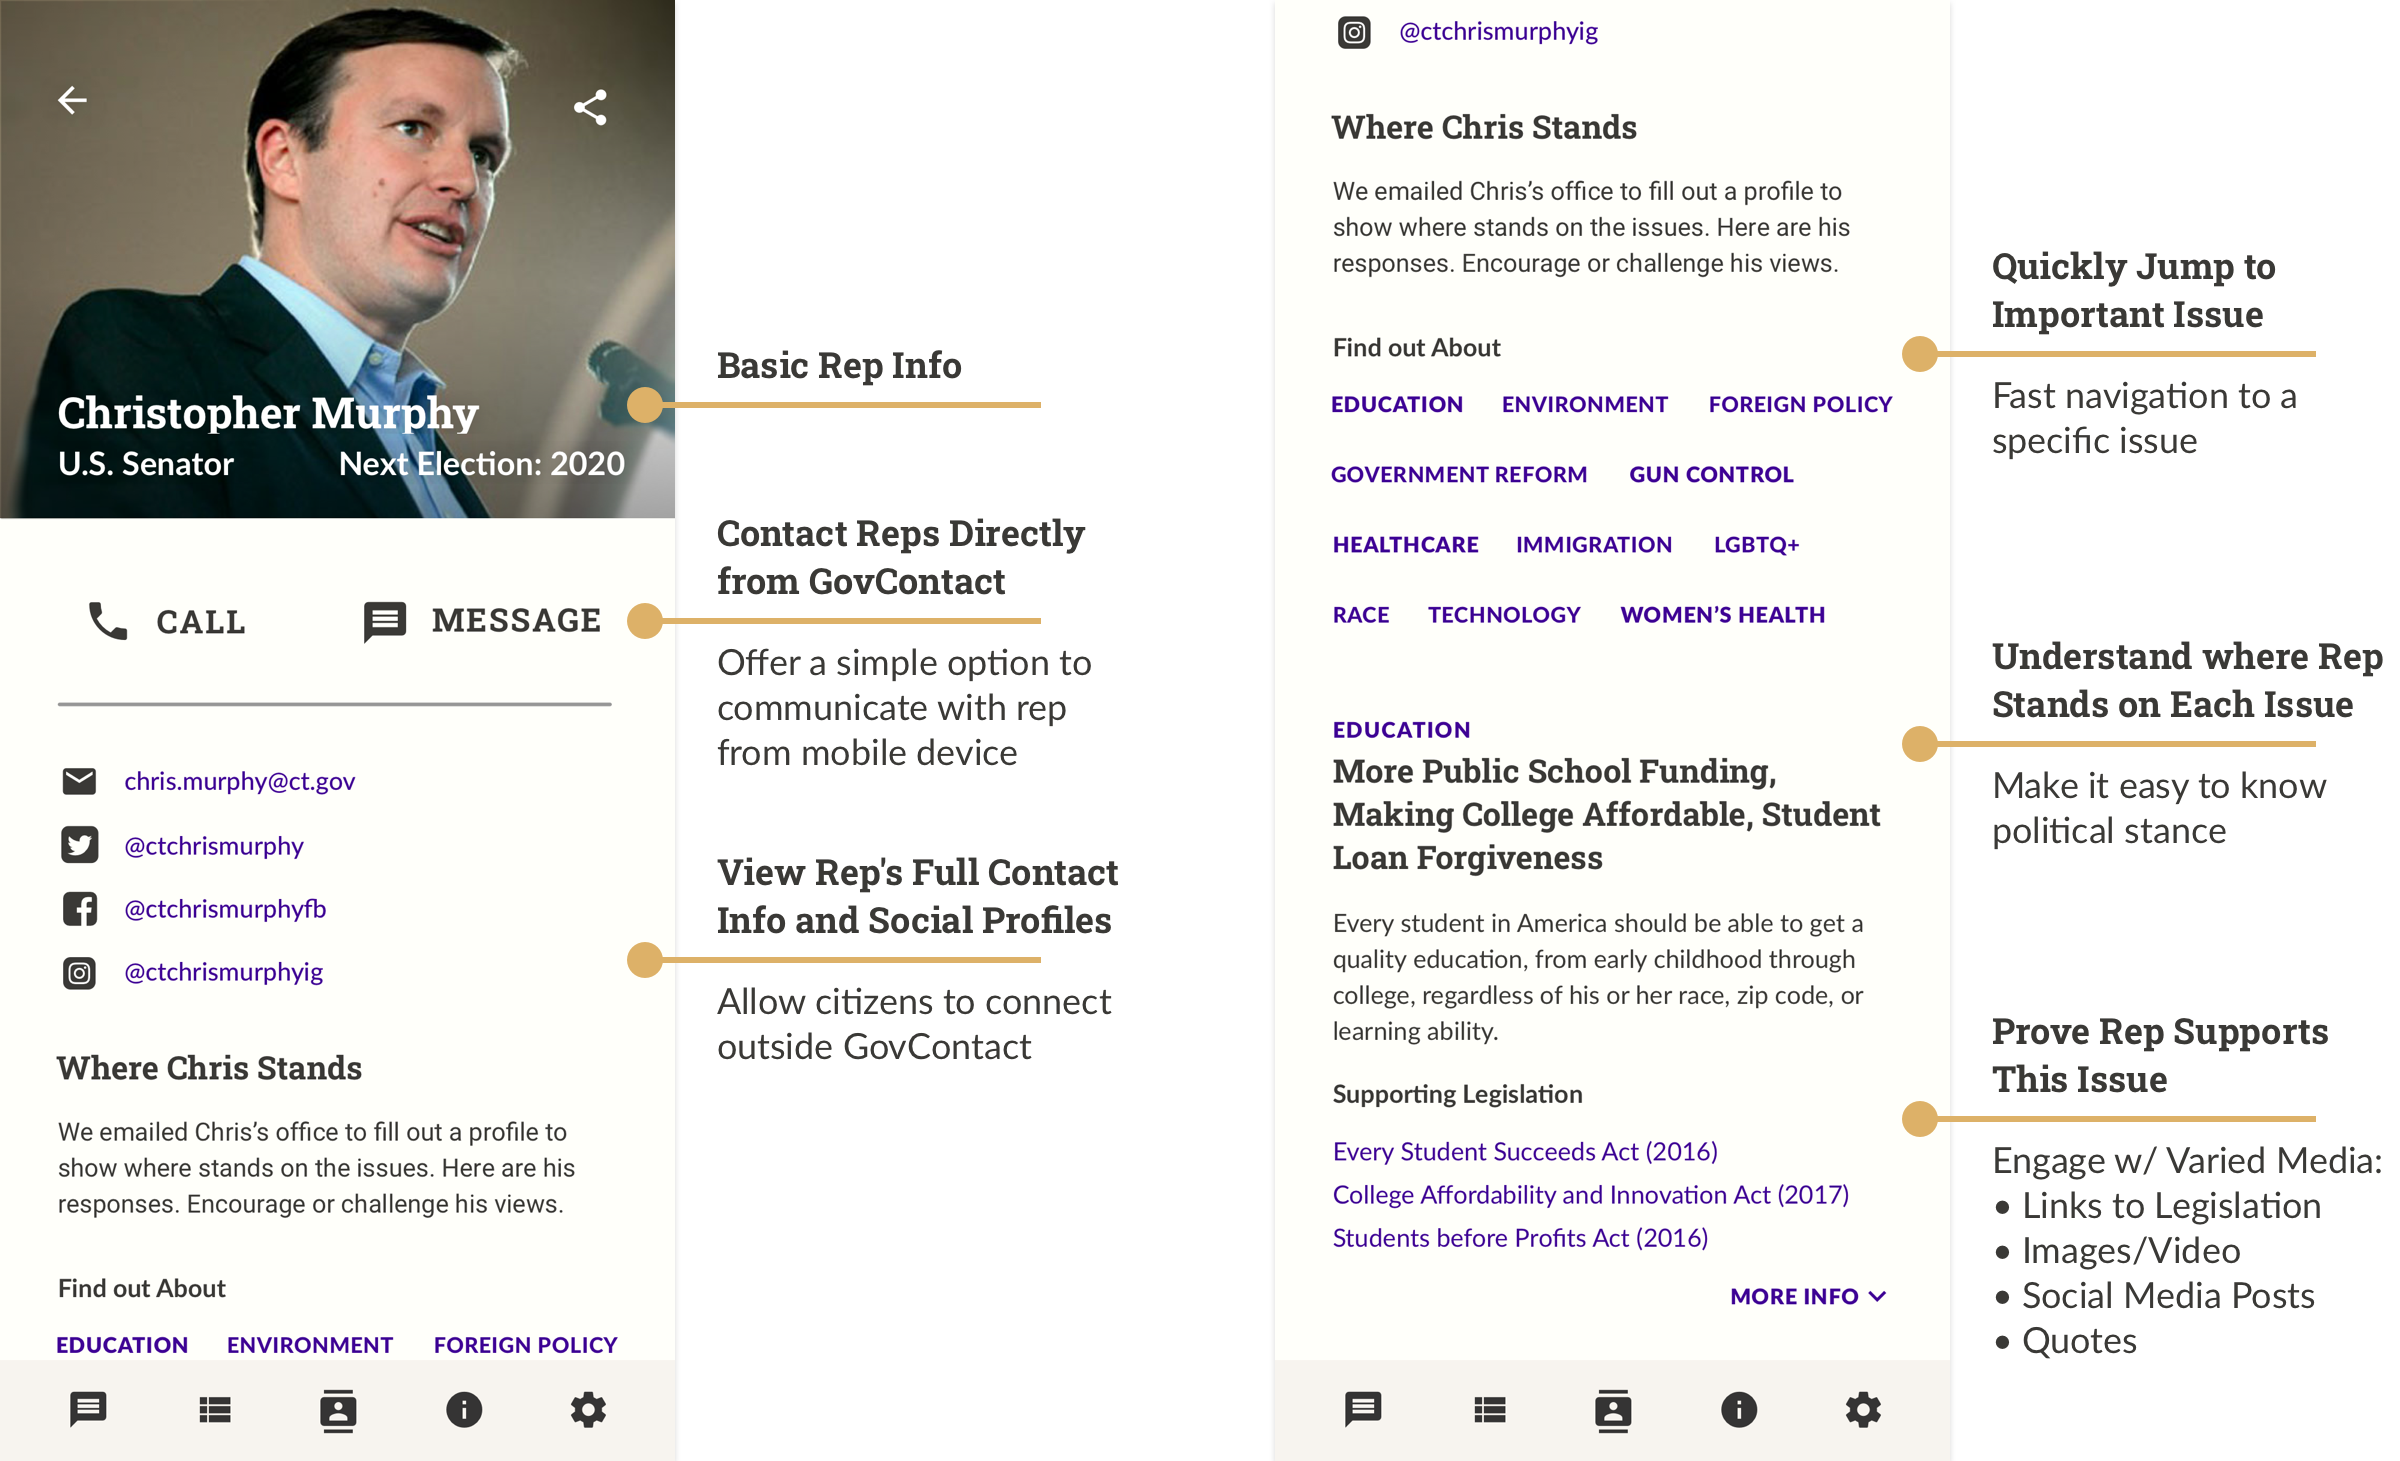 Christopher Murphy
U.S. Senator
Next Election: 2020
CALL
MESSAGE
chris.murphy@ct.gov
@ctchrismurphy
@ctchrismurphyfb
@ctchrismurphyig
Where Chris Stands
We emailed Chris’s office to fill out a profile to
show where stands on the issues. Here are his
responses. Encourage or challenge his views.
Find out About
EDUCATION
ENVIRONMENT
FOREIGN POLICY
Basic Rep Info
Contact Reps Directly
from GovContact
Offer a simple option to
communicate with rep
from mobile device
View Rep's Full Contact
Info and Social Profiles
Allow citizens to connect
outside GovContact
@ctchrismurphyig
Where Chris Stands
We emailed Chris’s office to fill out a profile to
show where stands on the issues. Here are his
responses. Encourage or challenge his views.
Find out About
EDUCATION
ENVIRONMENT
FOREIGN POLICY
GOVERNMENT REFORM
GUN CONTROL
HEALTHCARE
IMMIGRATION
LGBTQ+
RACE
TECHNOLOGY
WOMEN’S HEALTH
EDUCATION
More Public School Funding,
Making College Affordable, Student
Loan Forgiveness
Every student in America should be able to get a
quality education, from early childhood through
college, regardless of his or her race, zip code, or
learning ability.
Supporting Legislation
Every Student Succeeds Act (2016)
College Affordability and Innovation Act (2017)
Students before Profits Act (2016)
MORE INFO
Quickly Jump to
Important Issue
Fast navigation to a
specific issue
Understand where Rep
Stands on Each Issue
Make it easy to know
political stance
Prove Rep Supports
This Issue
Engage w/ Varied Media:
• Links to Legislation
• Images/Video
• Social Media Posts
• Quotes